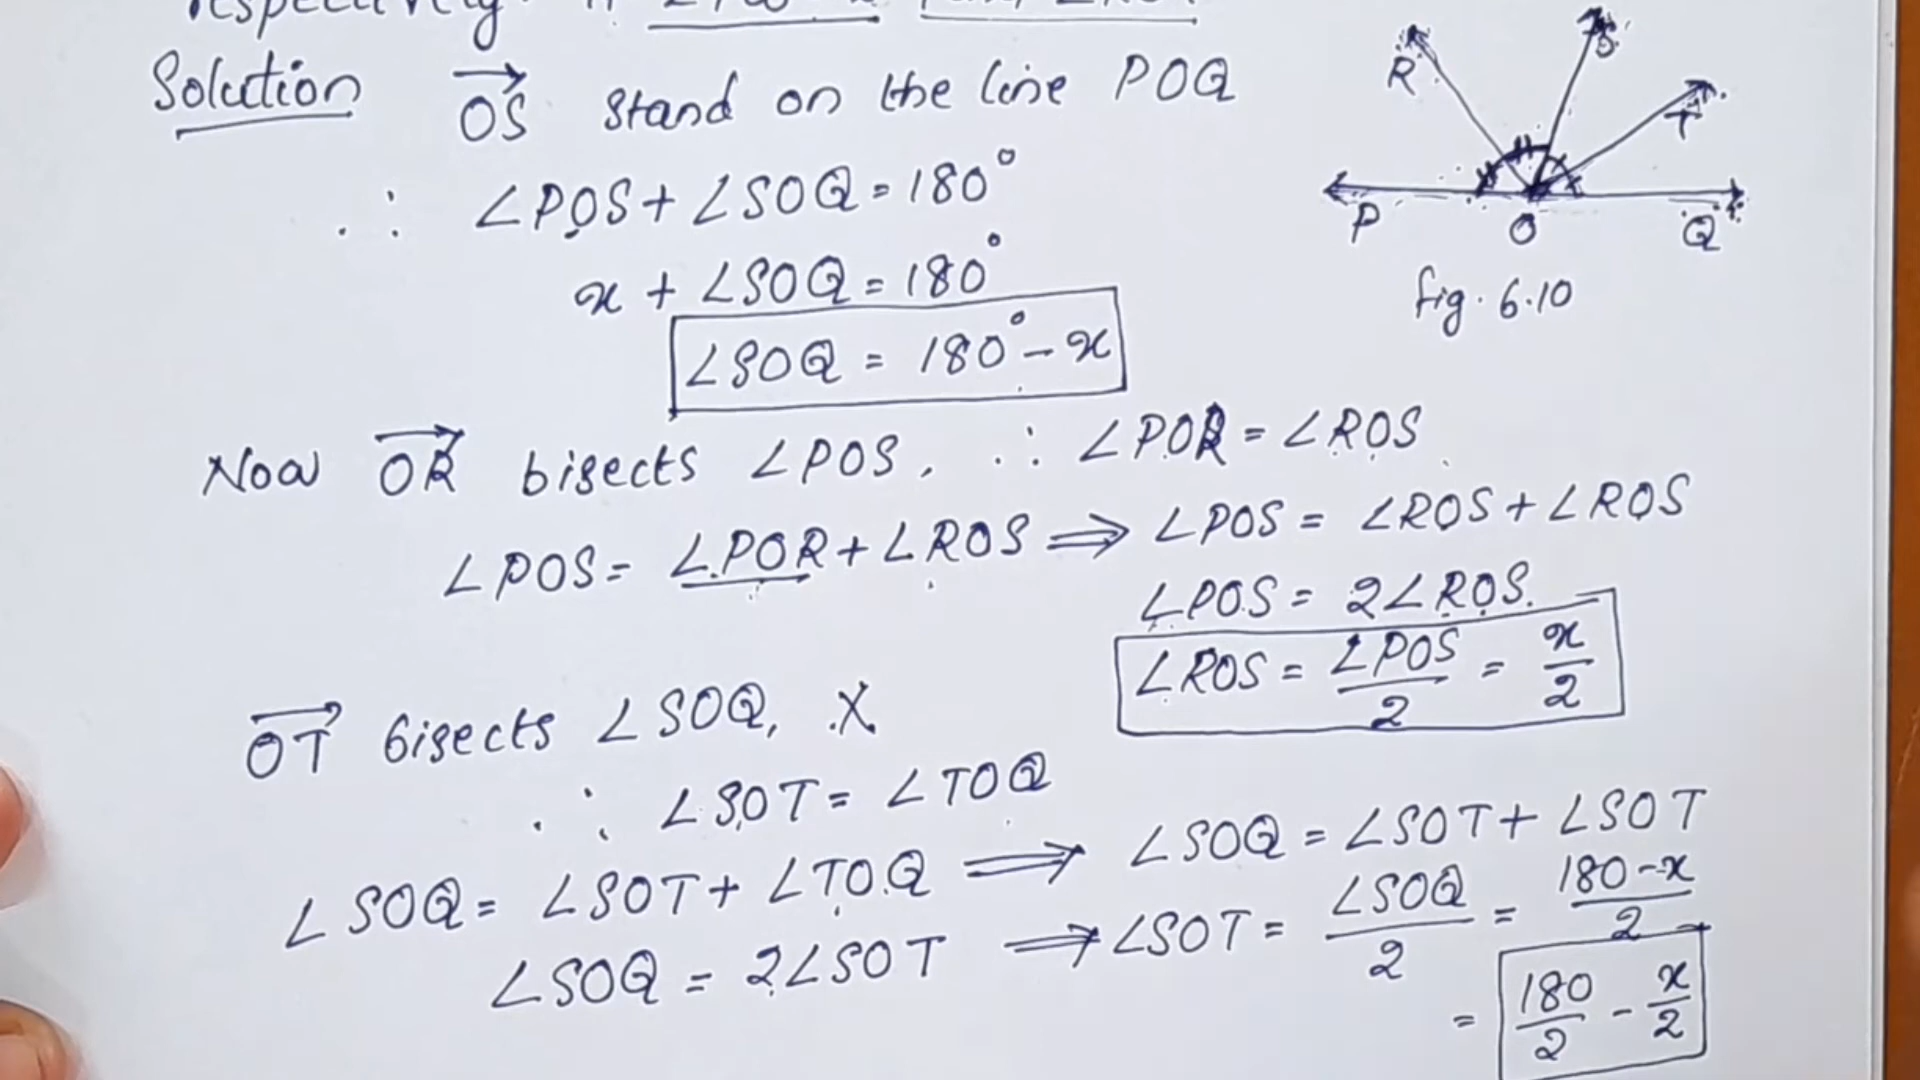 respectively. If
Solution OS stand on the line POQ
∴ ∠POS + ∠SOQ = 180°
x + ∠SOQ = 180°
∠SOQ = 180° - x
R S T
P O Q
fig. 6.10
Now OR bisects ∠POS, ∴ ∠POR = ∠ROS
∠POS = ∠POR + ∠ROS ⟹ ∠POS = ∠ROS + ∠ROS
∠POS = 2∠ROS.
∠ROS = ∠POS/2 = x/2
OT bisects ∠SOQ, X
∴ ∠SOT = ∠TOQ
∠SOQ = ∠SOT + ∠TOQ ⟹ ∠SOQ = ∠SOT + ∠SOT
∠SOQ = 2∠SOT ⟹ ∠SOT = ∠SOQ/2 = 180-x/2
= 180/2 - x/2